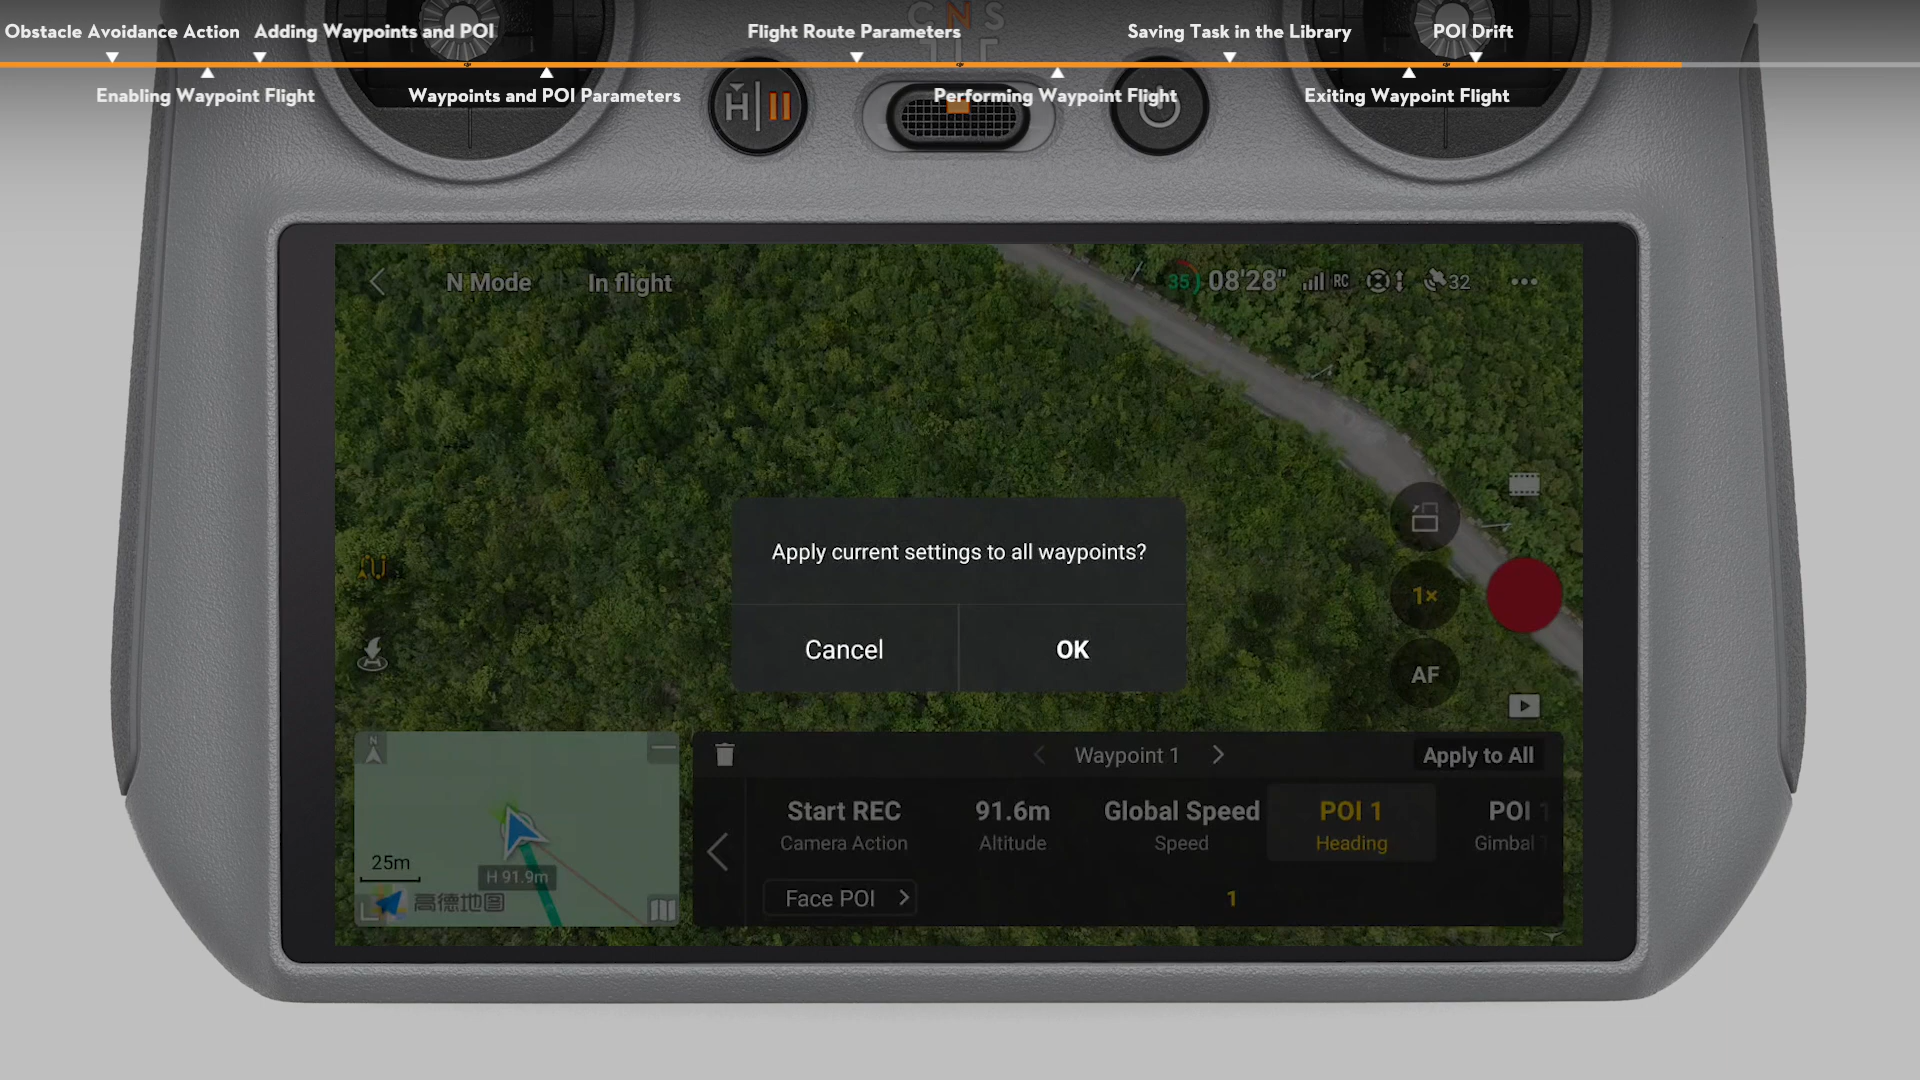 Obstacle Avoidance Action
Adding Waypoints and POI
Flight Route Parameters
Saving Task in the Library
POI Drift
Enabling Waypoint Flight
Waypoints and POI Parameters
Performing Waypoint Flight
Exiting Waypoint Flight
C N S
H
N Mode
In flight
35
08'28"
RC
32
Apply current settings to all waypoints?
Cancel
OK
1×
AF
N
25m
H 91.9m
高德地图
Waypoint 1
Apply to All
Start REC
91.6m
Global Speed
POI 1
POI 1
Camera Action
Altitude
Speed
Heading
Gimbal
Face POI
1